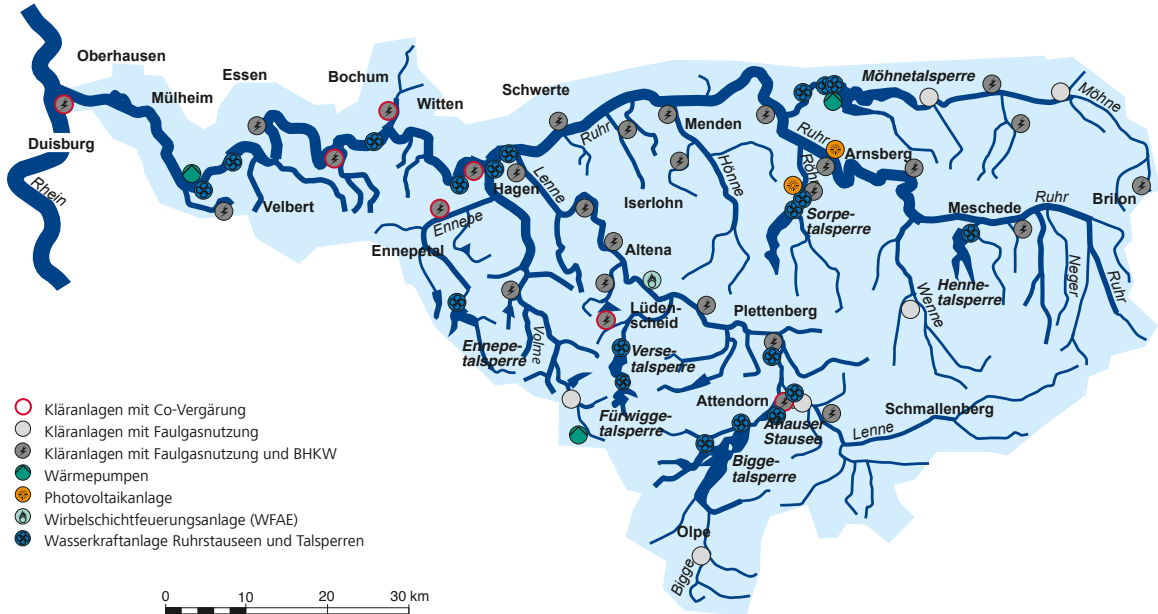 Oberhausen
Essen
Bochum
Mülheim
Witten
Schwerte
Möhnetalsperre
Möhne
Duisburg
Ruhr
Menden
Ruhr
Arnsberg
Rhein
Velbert
Hagen
Lenne
Iserlohn
Hönne
Röhr
Sorpe-
talsperre
Meschede
Ruhr
Brilon
Ennepe
Ennepetal
Altena
Henne-
talsperre
Wenne
Neger
Ruhr
Lüden-
scheid
Plettenberg
Ennepe-
talsperre
Volme
Verse-
talsperre
Attendorn
Ahauser
Stausee
Schmallenberg
Lenne
Fürwigge-
talsperre
Bigge-
talsperre
Olpe
Bigge
Kläranlagen mit Co-Vergärung
Kläranlagen mit Faulgasnutzung
Kläranlagen mit Faulgasnutzung und BHKW
Wärmepumpen
Photovoltaikanlage
Wirbelschichtfeuerungsanlage (WFAE)
Wasserkraftanlage Ruhrstauseen und Talsperren
0 10 20 30 km